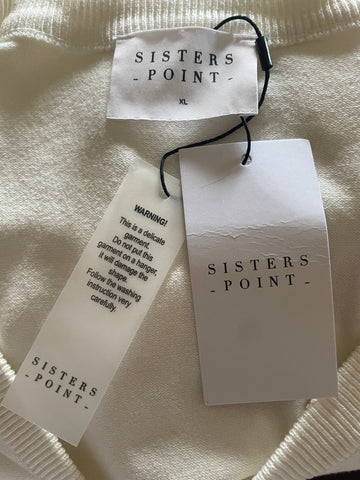 SISTERS
- POINT -
XL
WARNING!
This is a delicate
garment.
Do not put this
garment on a hanger,
it will damage the
shape.
Follow the washing
instruction very
carefully.
SISTERS
- POINT -
SISTERS
- POINT -